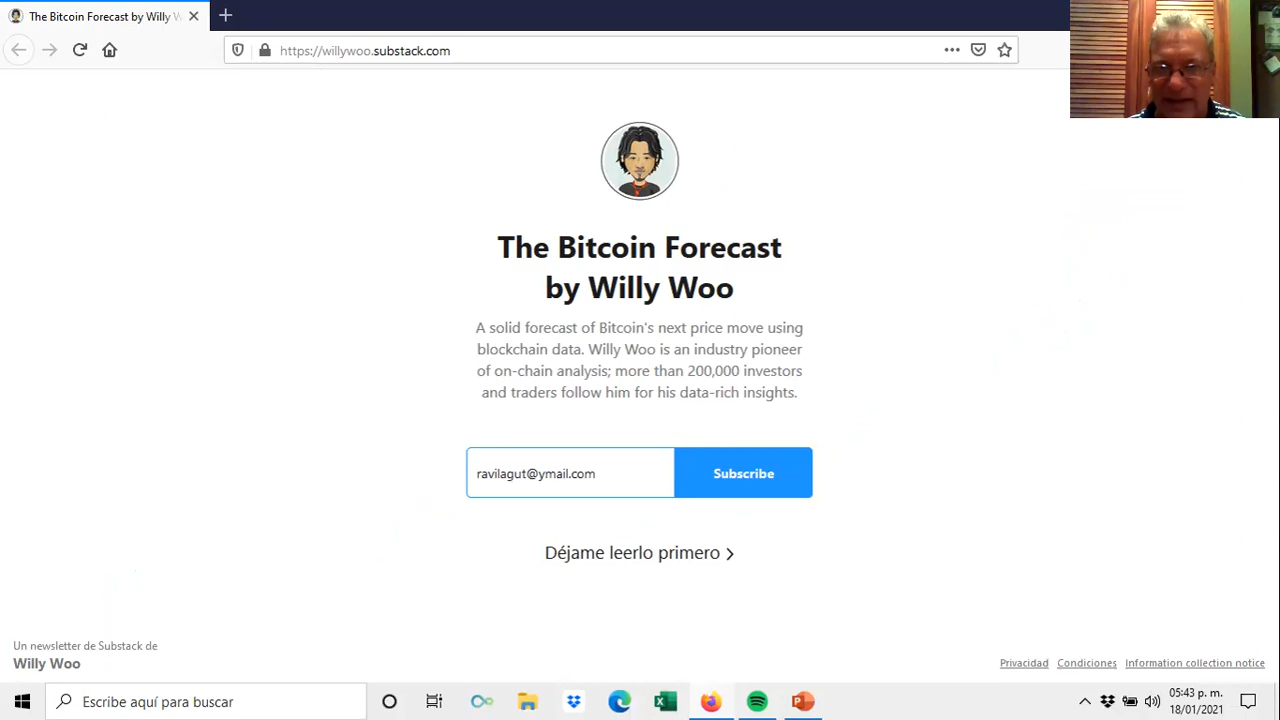 The Bitcoin Forecast by Willy W
https://willywoo.substack.com
The Bitcoin Forecast
by Willy Woo
A solid forecast of Bitcoin's next price move using
blockchain data. Willy Woo is an industry pioneer
of on-chain analysis; more than 200,000 investors
and traders follow him for his data-rich insights.
ravilagut@ymail.com
Subscribe
Déjame leerlo primero
Un newsletter de Substack de
Willy Woo
Privacidad
Condiciones
Information collection notice
Escribe aquí para buscar
05:43 p. m.
18/01/2021